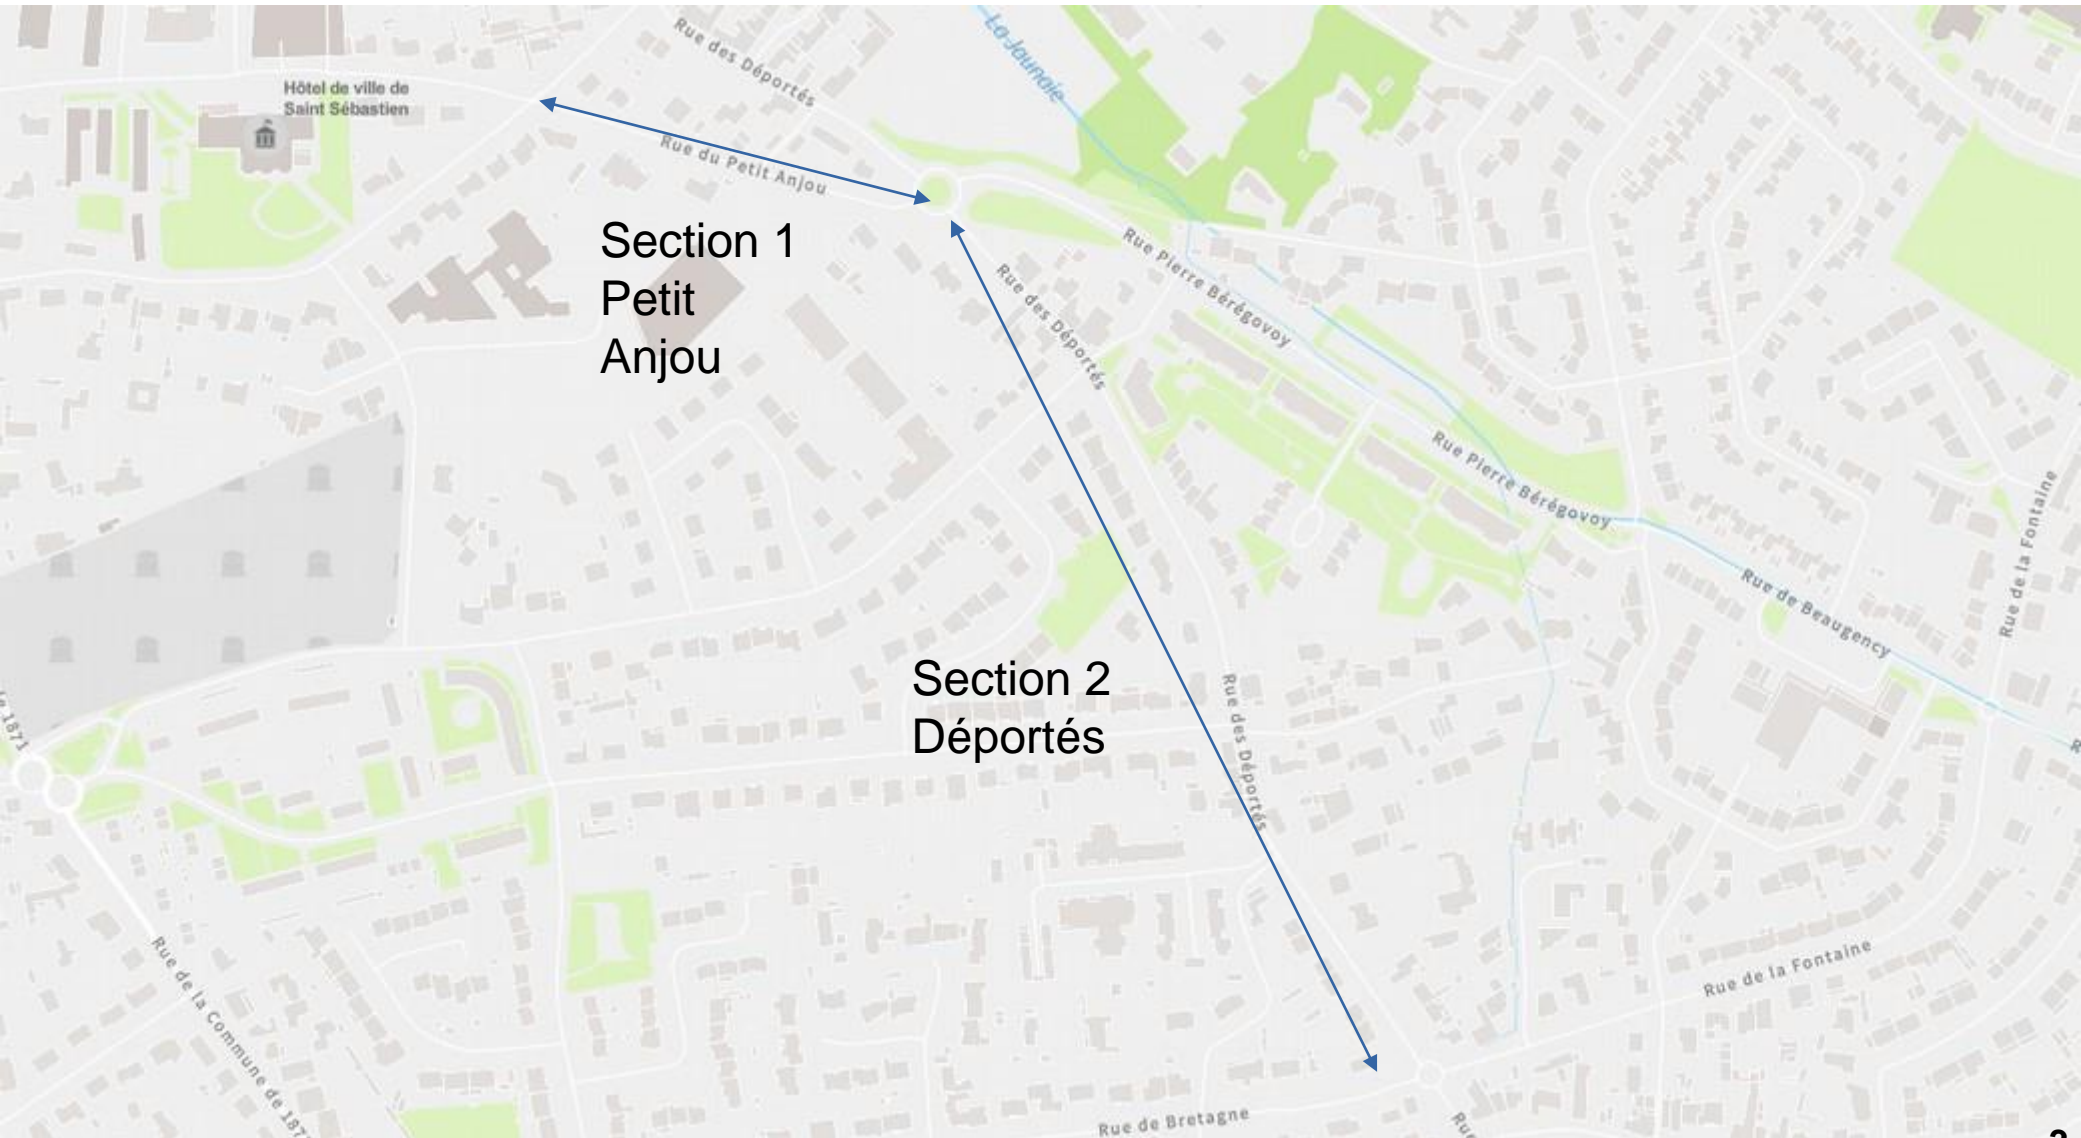 Rue des Déportés
La Jaunaie
Hôtel de ville de
Saint Sébastien
Rue du Petit Anjou
Section 1
Petit
Anjou
Rue Pierre Bérégovoy
Rue des Déportés
Rue Pierre Bérégovoy
Rue de la Fontaine
Rue de Beaugency
Section 2
Déportés
Rue des Déportés
Rue de la Fontaine
Rue de la Commune de 187
Rue de Bretagne
Rue